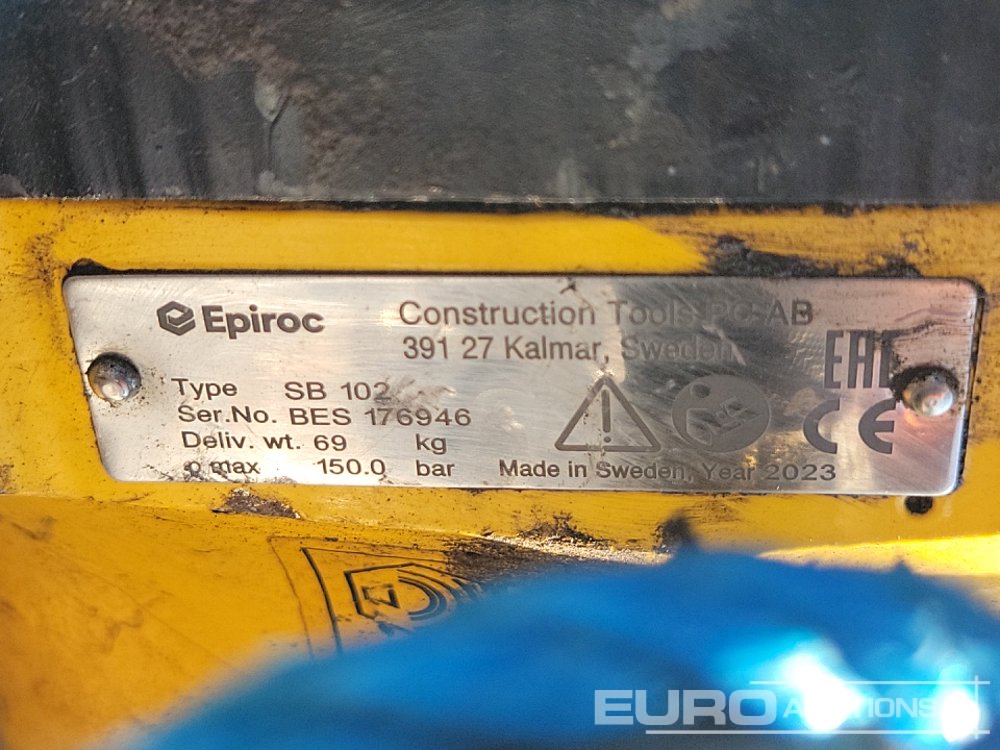 Epiroc
Construction Tools PC AB
391 27 Kalmar, Sweden
Type SB 102
Ser.No. BES 176946
Deliv. wt. 69 kg
p max 150.0 bar
Made in Sweden, Year 2023
EAC
CE
EURO AUCTIONS